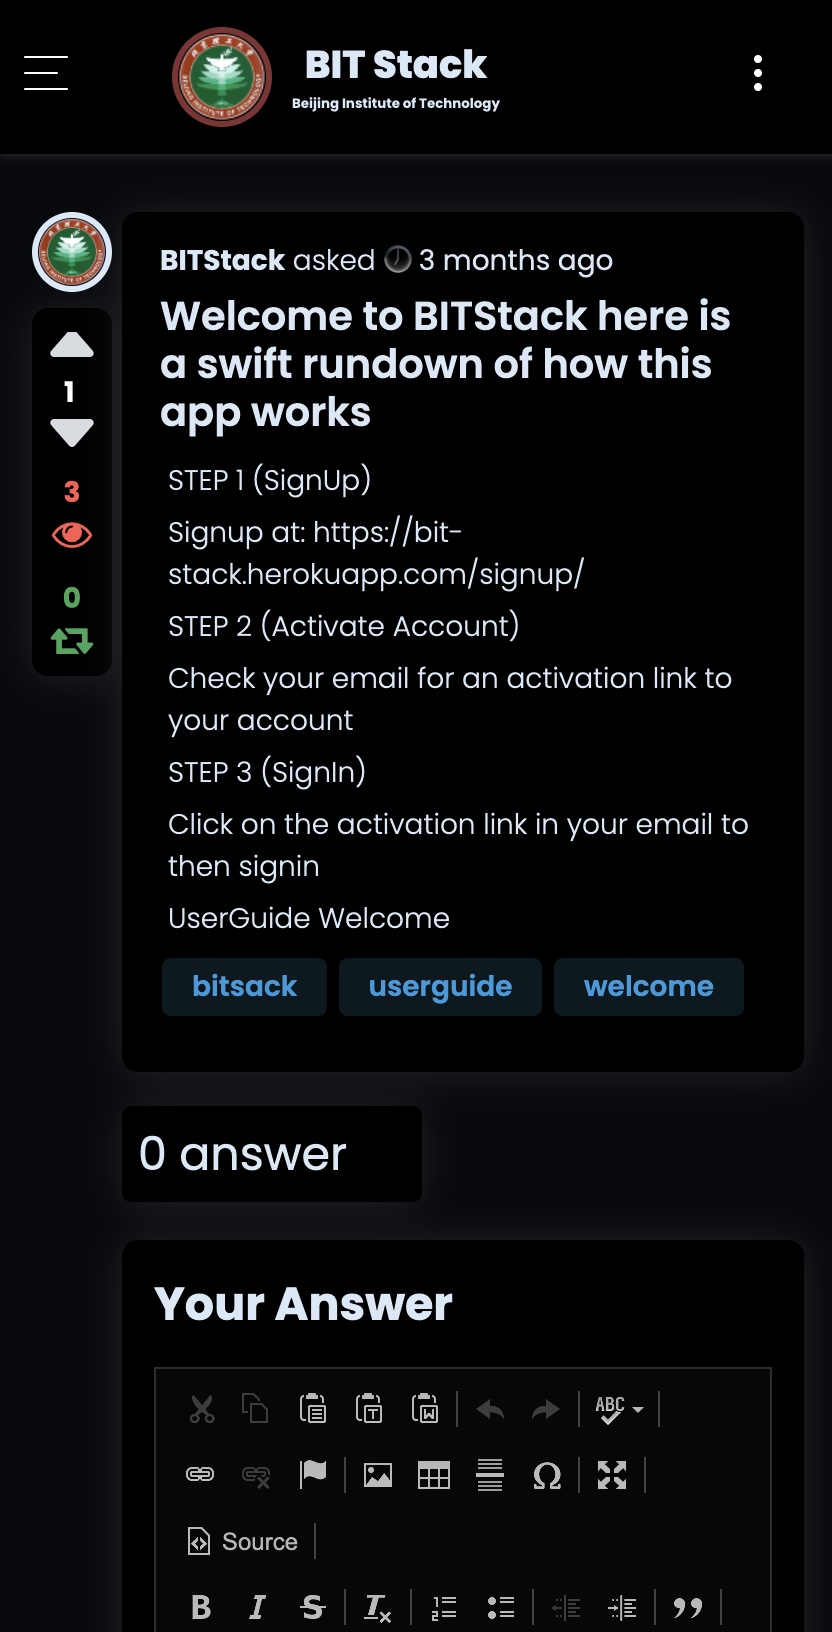 BIT Stack
Beijing Institute of Technology
BITStack asked 3 months ago
Welcome to BITStack here is
a swift rundown of how this
app works
1
3
0
STEP 1 (SignUp)
Signup at: https://bit-
stack.herokuapp.com/signup/
STEP 2 (Activate Account)
Check your email for an activation link to
your account
STEP 3 (SignIn)
Click on the activation link in your email to
then signin
UserGuide Welcome
bitsack userguide welcome
0 answer
Your Answer
ABC
Source
B I S